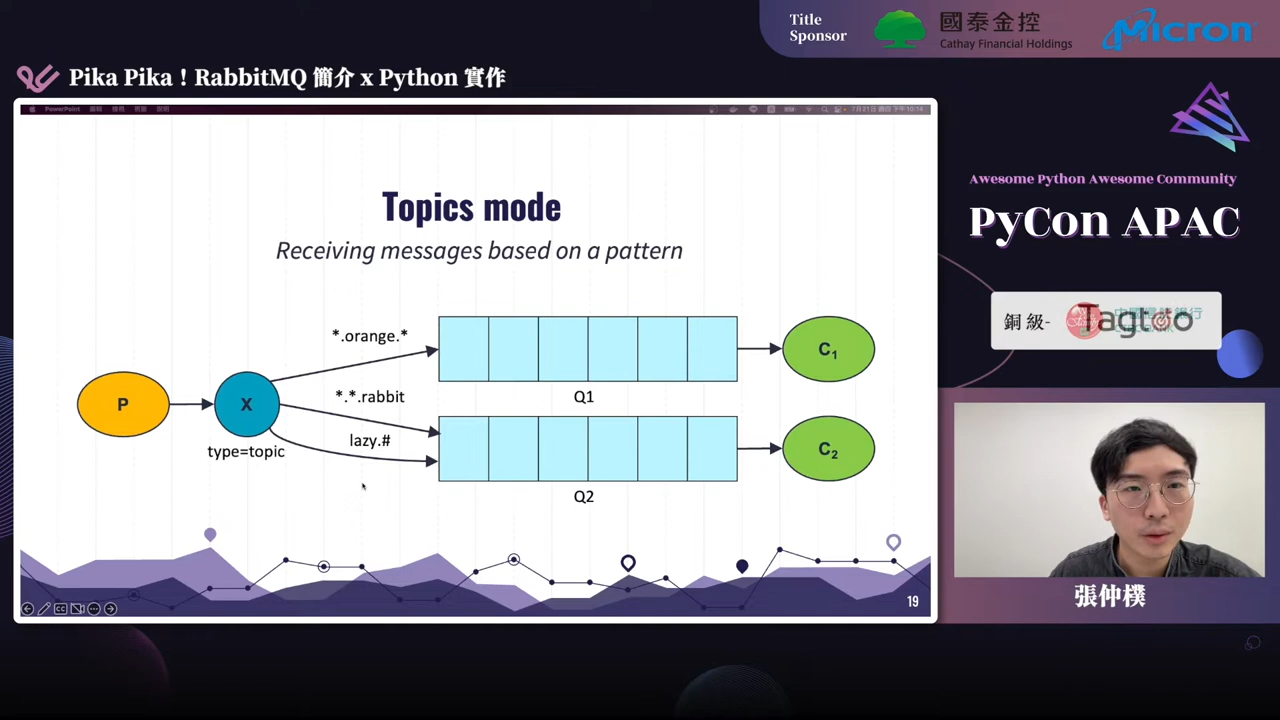 Title
Sponsor
國泰金控
Cathay Financial Holdings
Micron
Pika Pika！RabbitMQ 簡介 x Python 實作
PowerPoint
Topics mode
Receiving messages based on a pattern
*.orange.*
*.*.rabbit
lazy.#
P
X
type=topic
Q1
Q2
C1
C2
19
Awesome Python Awesome Community
PyCon APAC
銅級-
Tagtoo
張仲樸